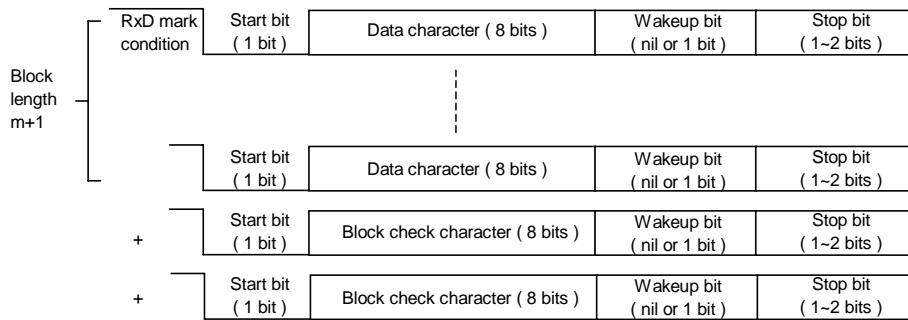 RxD mark condition
Start bit ( 1 bit )
Data character ( 8 bits )
Wakeup bit ( nil or 1 bit )
Stop bit ( 1~2 bits )
Block length m+1
Start bit ( 1 bit )
Data character ( 8 bits )
Wakeup bit ( nil or 1 bit )
Stop bit ( 1~2 bits )
+
Start bit ( 1 bit )
Block check character ( 8 bits )
Wakeup bit ( nil or 1 bit )
Stop bit ( 1~2 bits )
+
Start bit ( 1 bit )
Block check character ( 8 bits )
Wakeup bit ( nil or 1 bit )
Stop bit ( 1~2 bits )